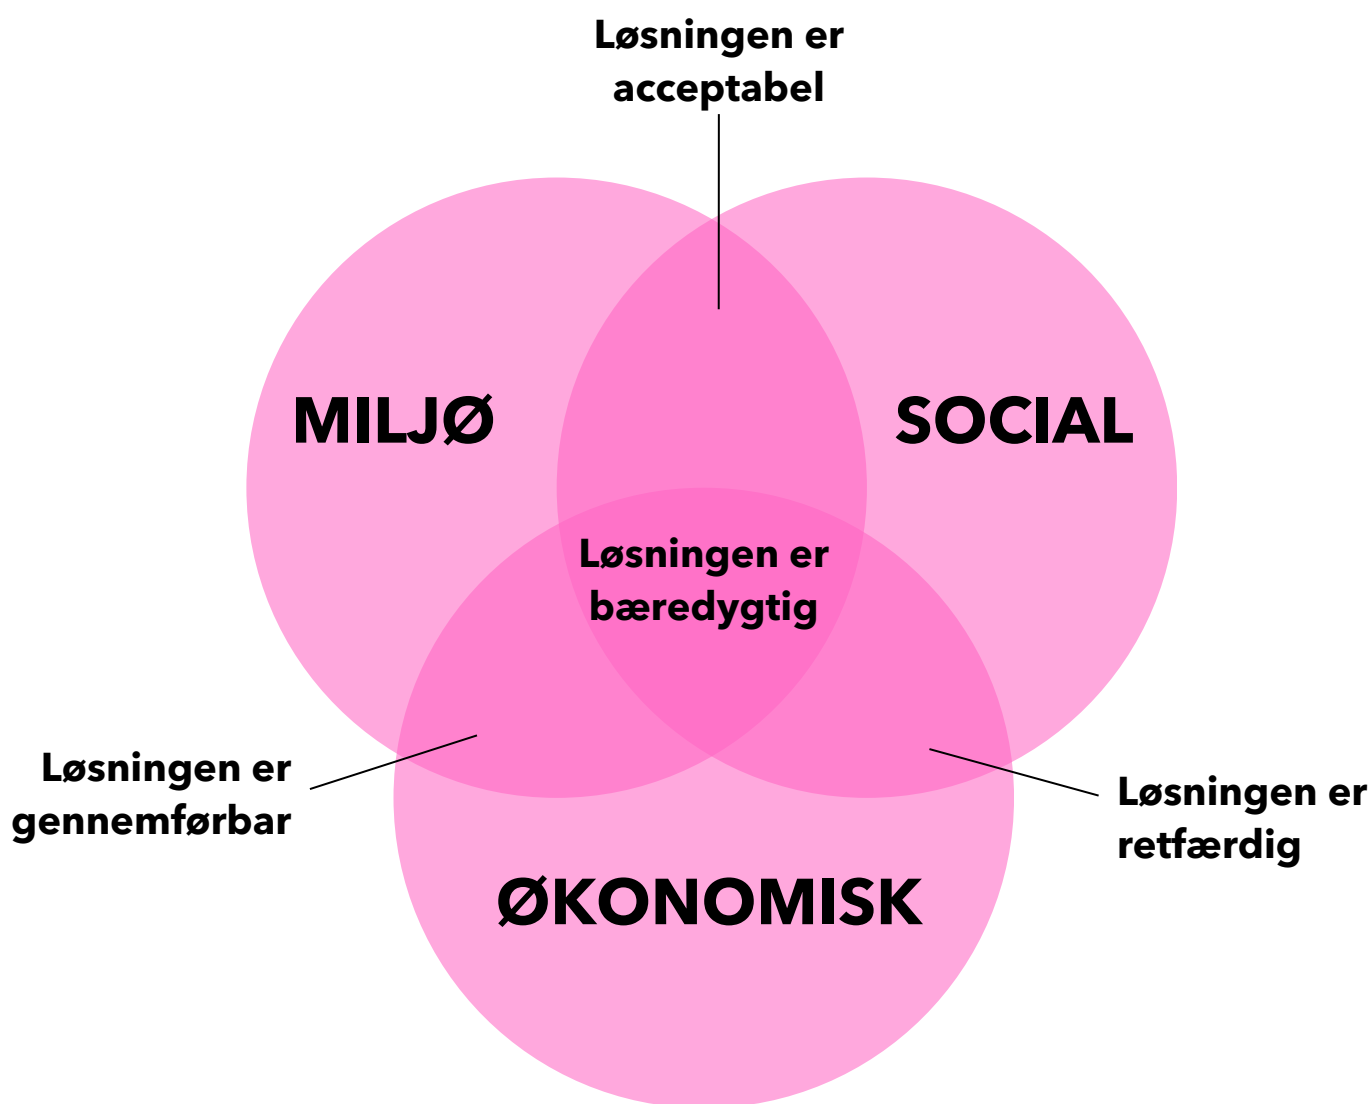 Løsningen er
acceptabel
MILJØ
SOCIAL
Løsningen er
bæredygtig
Løsningen er
gennemførbar
Løsningen er
retfærdig
ØKONOMISK